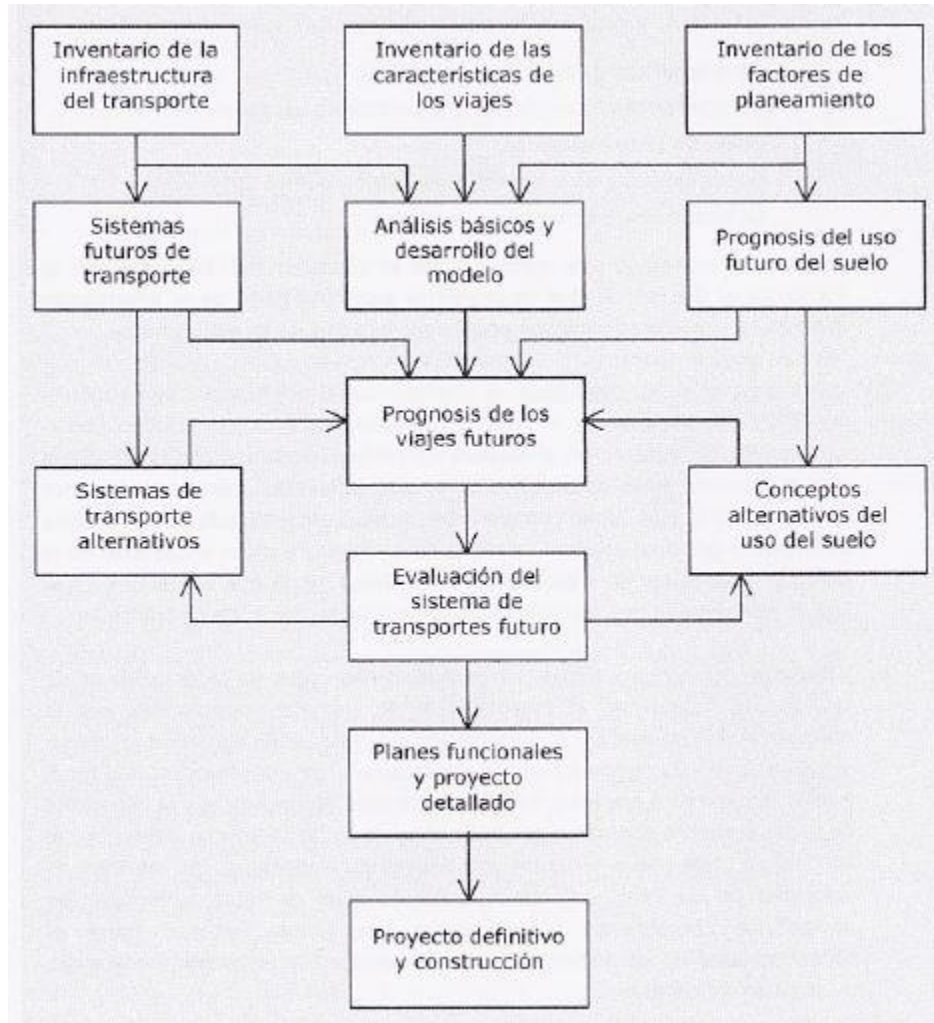 Inventario de la
infraestructura
del transporte
Inventario de las
características de
los viajes
Inventario de los
factores de
planeamiento
Sistemas
futuros de
transporte
Análisis básicos y
desarrollo del
modelo
Prognosis del uso
futuro del suelo
Prognosis de los
viajes futuros
Sistemas de
transporte
alternativos
Conceptos
alternativos del
uso del suelo
Evaluación del
sistema de
transportes futuro
Planes funcionales
y proyecto
detallado
Proyecto definitivo
y construcción